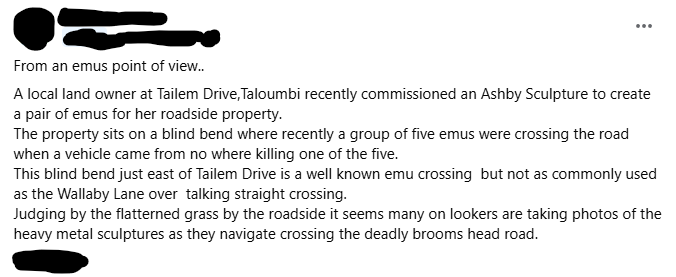 From an emus point of view..
A local land owner at Tailem Drive,Taloumbi recently commissioned an Ashby Sculpture to create
a pair of emus for her roadside property.
The property sits on a blind bend where recently a group of five emus were crossing the road
when a vehicle came from no where killing one of the five.
This blind bend just east of Tailem Drive is a well known emu crossing but not as commonly used
as the Wallaby Lane over talking straight crossing.
Judging by the flatterned grass by the roadside it seems many on lookers are taking photos of the
heavy metal sculptures as they navigate crossing the deadly brooms head road.